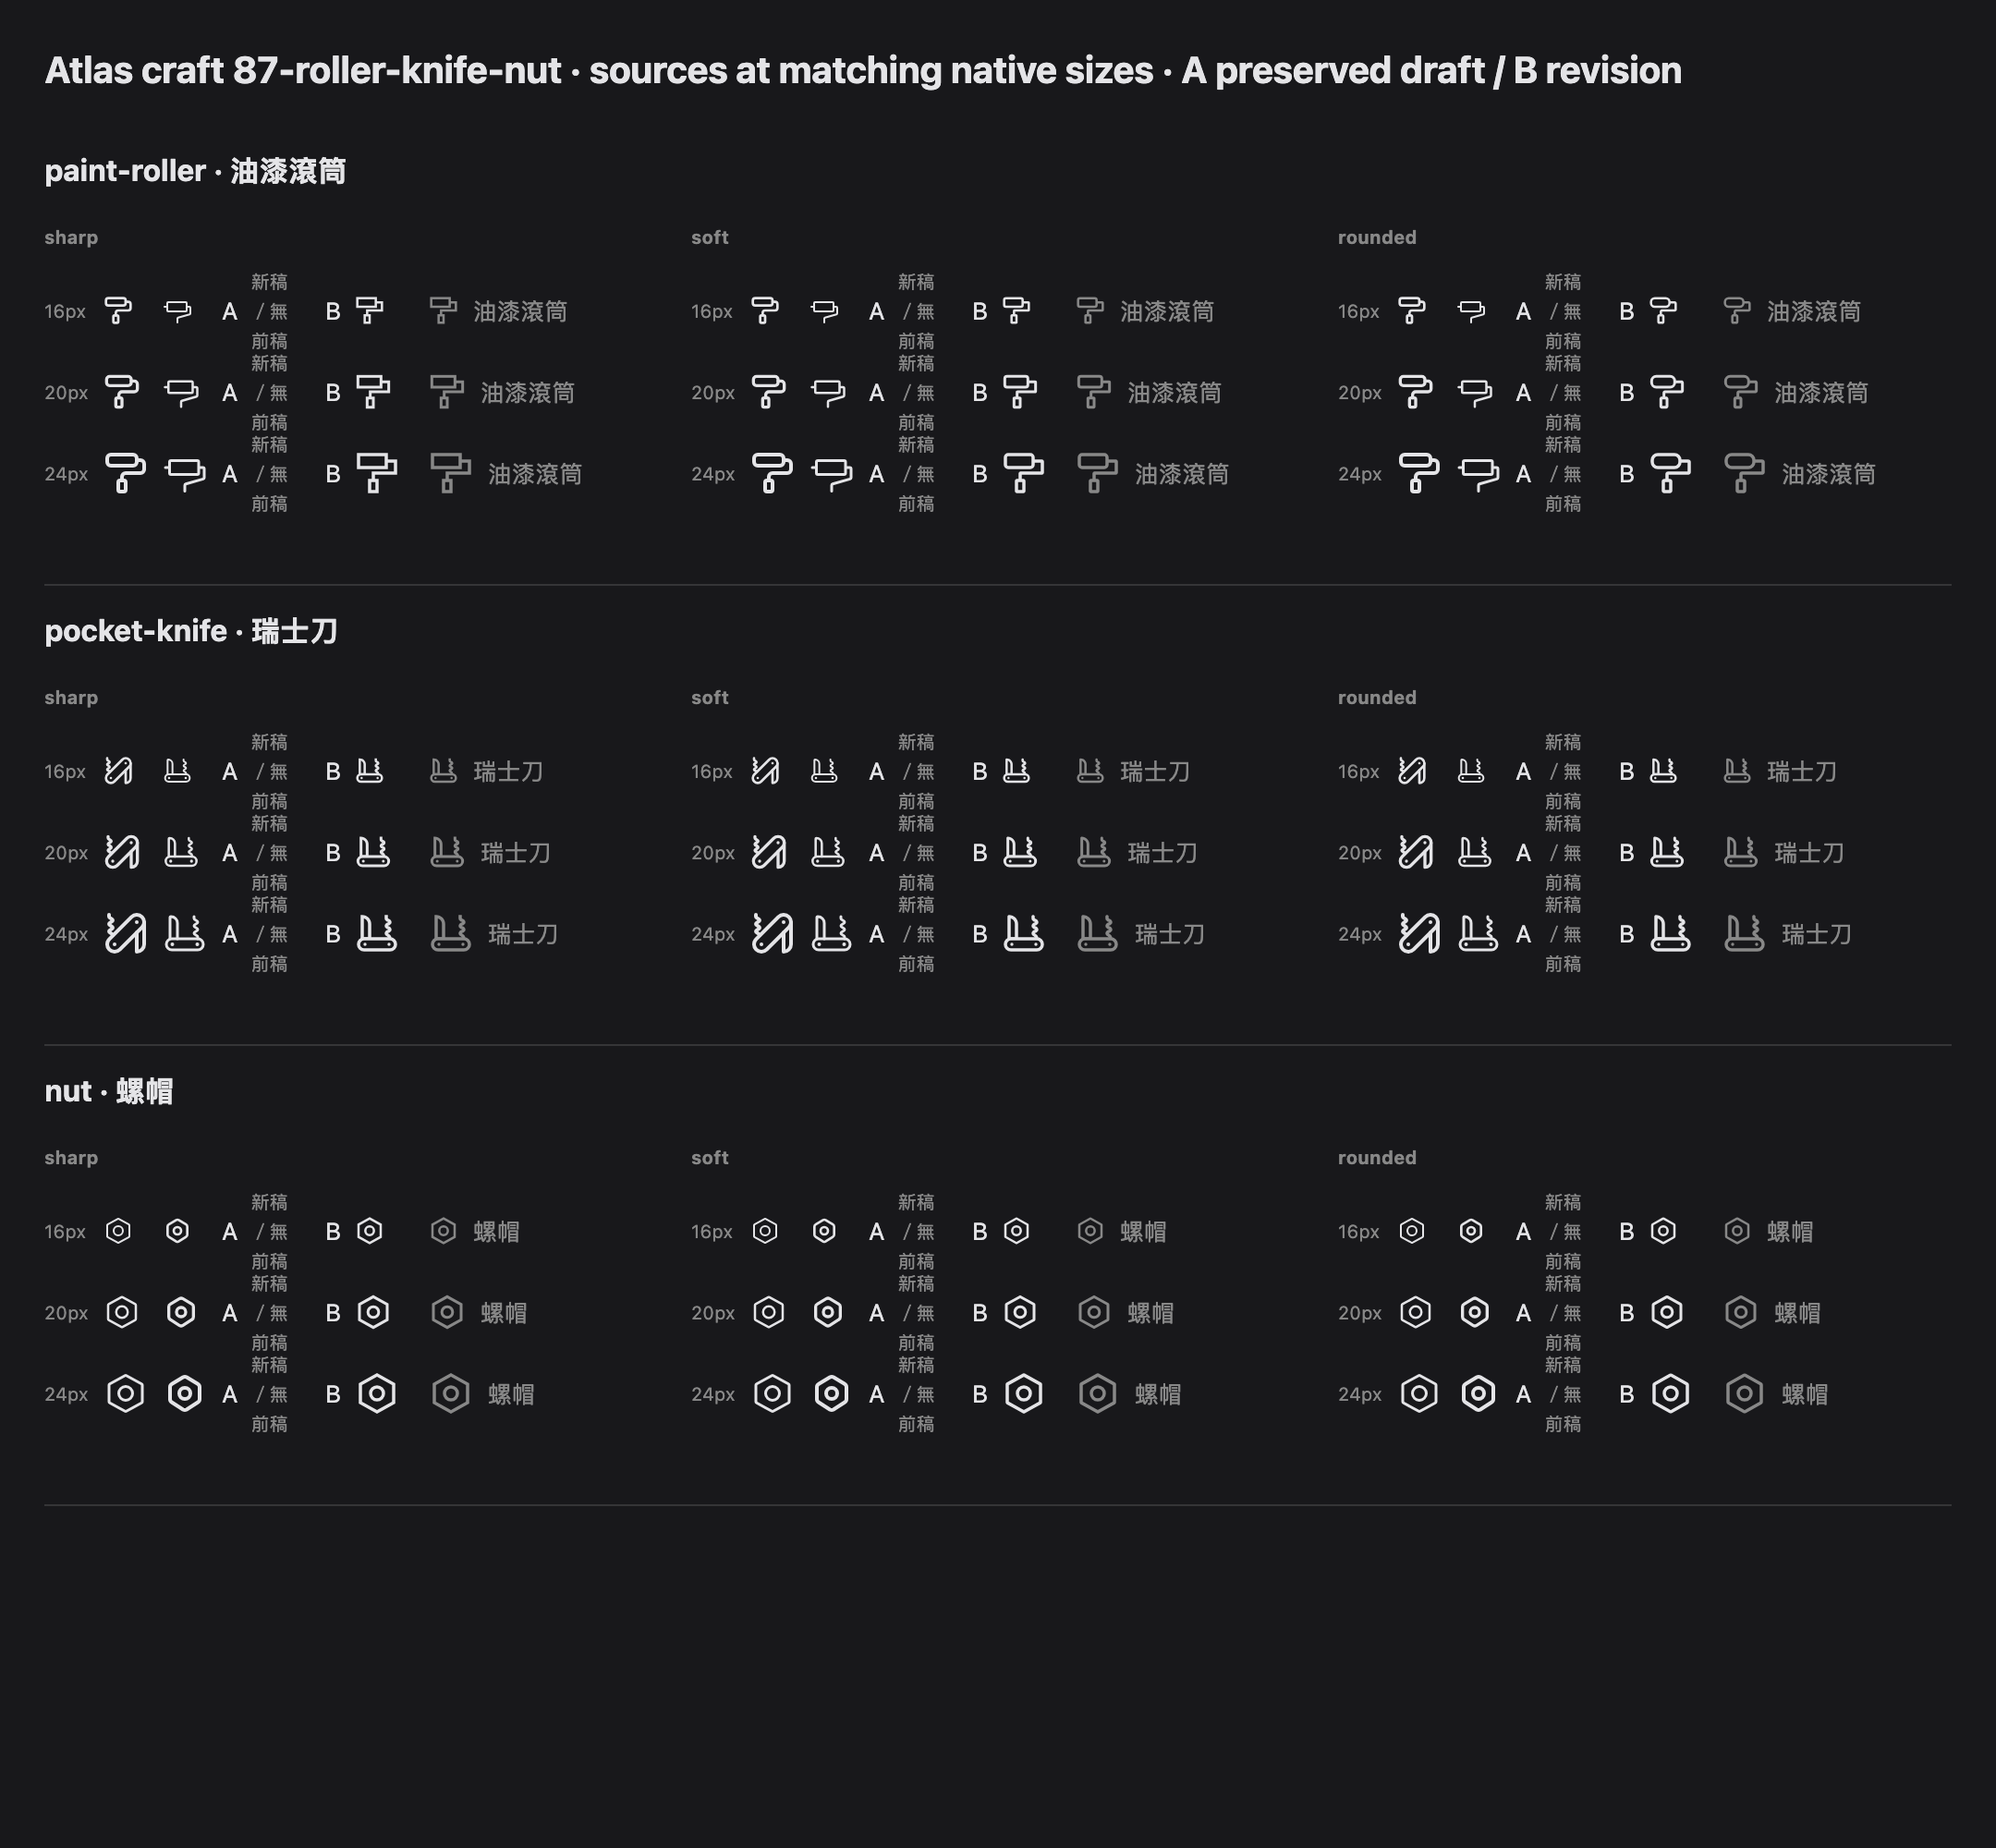 Atlas craft 87-roller-knife-nut · sources at matching native sizes · A preserved draft / B revision
paint-roller · 油漆滾筒
sharp
16px A 新稿 / 無前稿 B 油漆滾筒
20px A 新稿 / 無前稿 B 油漆滾筒
24px A 新稿 / 無前稿 B 油漆滾筒
soft
16px A 新稿 / 無前稿 B 油漆滾筒
20px A 新稿 / 無前稿 B 油漆滾筒
24px A 新稿 / 無前稿 B 油漆滾筒
rounded
16px A 新稿 / 無前稿 B 油漆滾筒
20px A 新稿 / 無前稿 B 油漆滾筒
24px A 新稿 / 無前稿 B 油漆滾筒
pocket-knife · 瑞士刀
sharp
16px A 新稿 / 無前稿 B 瑞士刀
20px A 新稿 / 無前稿 B 瑞士刀
24px A 新稿 / 無前稿 B 瑞士刀
soft
16px A 新稿 / 無前稿 B 瑞士刀
20px A 新稿 / 無前稿 B 瑞士刀
24px A 新稿 / 無前稿 B 瑞士刀
rounded
16px A 新稿 / 無前稿 B 瑞士刀
20px A 新稿 / 無前稿 B 瑞士刀
24px A 新稿 / 無前稿 B 瑞士刀
nut · 螺帽
sharp
16px A 新稿 / 無前稿 B 螺帽
20px A 新稿 / 無前稿 B 螺帽
24px A 新稿 / 無前稿 B 螺帽
soft
16px A 新稿 / 無前稿 B 螺帽
20px A 新稿 / 無前稿 B 螺帽
24px A 新稿 / 無前稿 B 螺帽
rounded
16px A 新稿 / 無前稿 B 螺帽
20px A 新稿 / 無前稿 B 螺帽
24px A 新稿 / 無前稿 B 螺帽